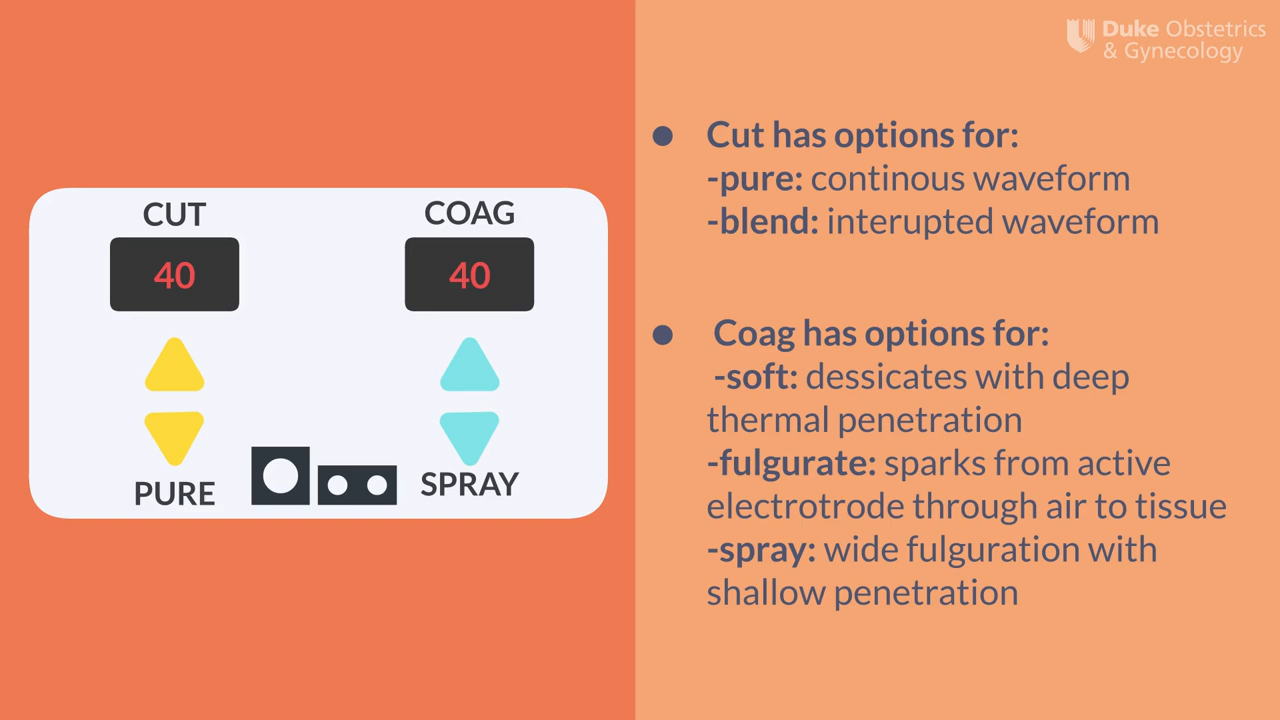 Duke Obstetrics
& Gynecology
CUT
COAG
40
40
PURE
SPRAY
● Cut has options for:
-pure: continous waveform
-blend: interupted waveform
● Coag has options for:
-soft: dessicates with deep
thermal penetration
-fulgurate: sparks from active
electrotrode through air to tissue
-spray: wide fulguration with
shallow penetration